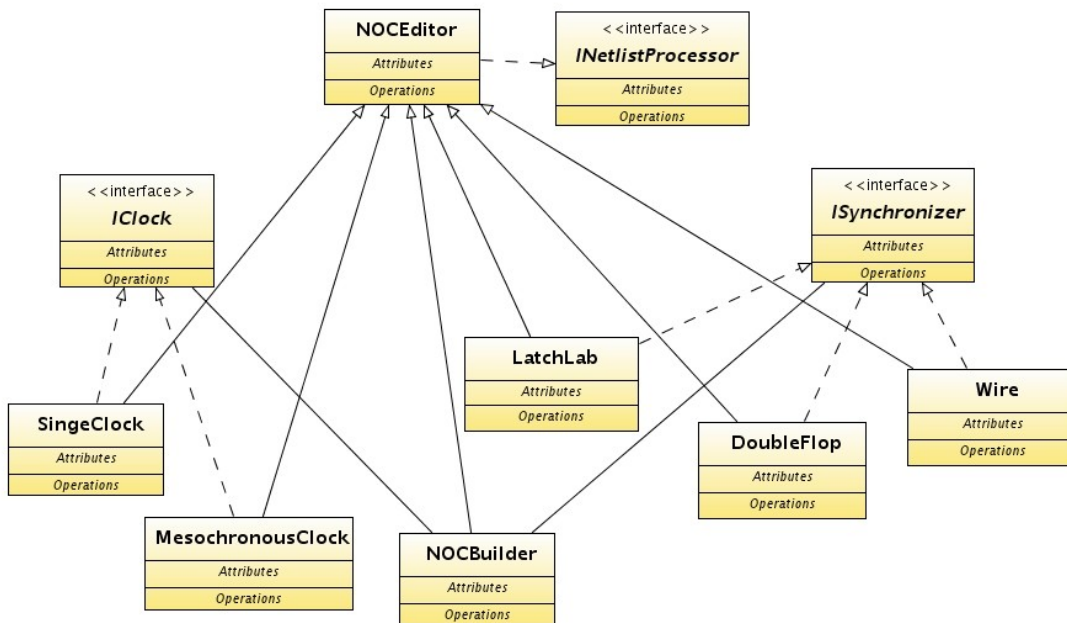 NOCEditor
Attributes
Operations
< <interface> >
INetlistProcessor
Attributes
Operations
< <interface> >
IClock
Attributes
Operations
< <interface> >
ISynchronizer
Attributes
Operations
LatchLab
Attributes
Operations
Wire
Attributes
Operations
SingeClock
Attributes
Operations
DoubleFlop
Attributes
Operations
MesochronousClock
Attributes
Operations
NOCBuilder
Attributes
Operations